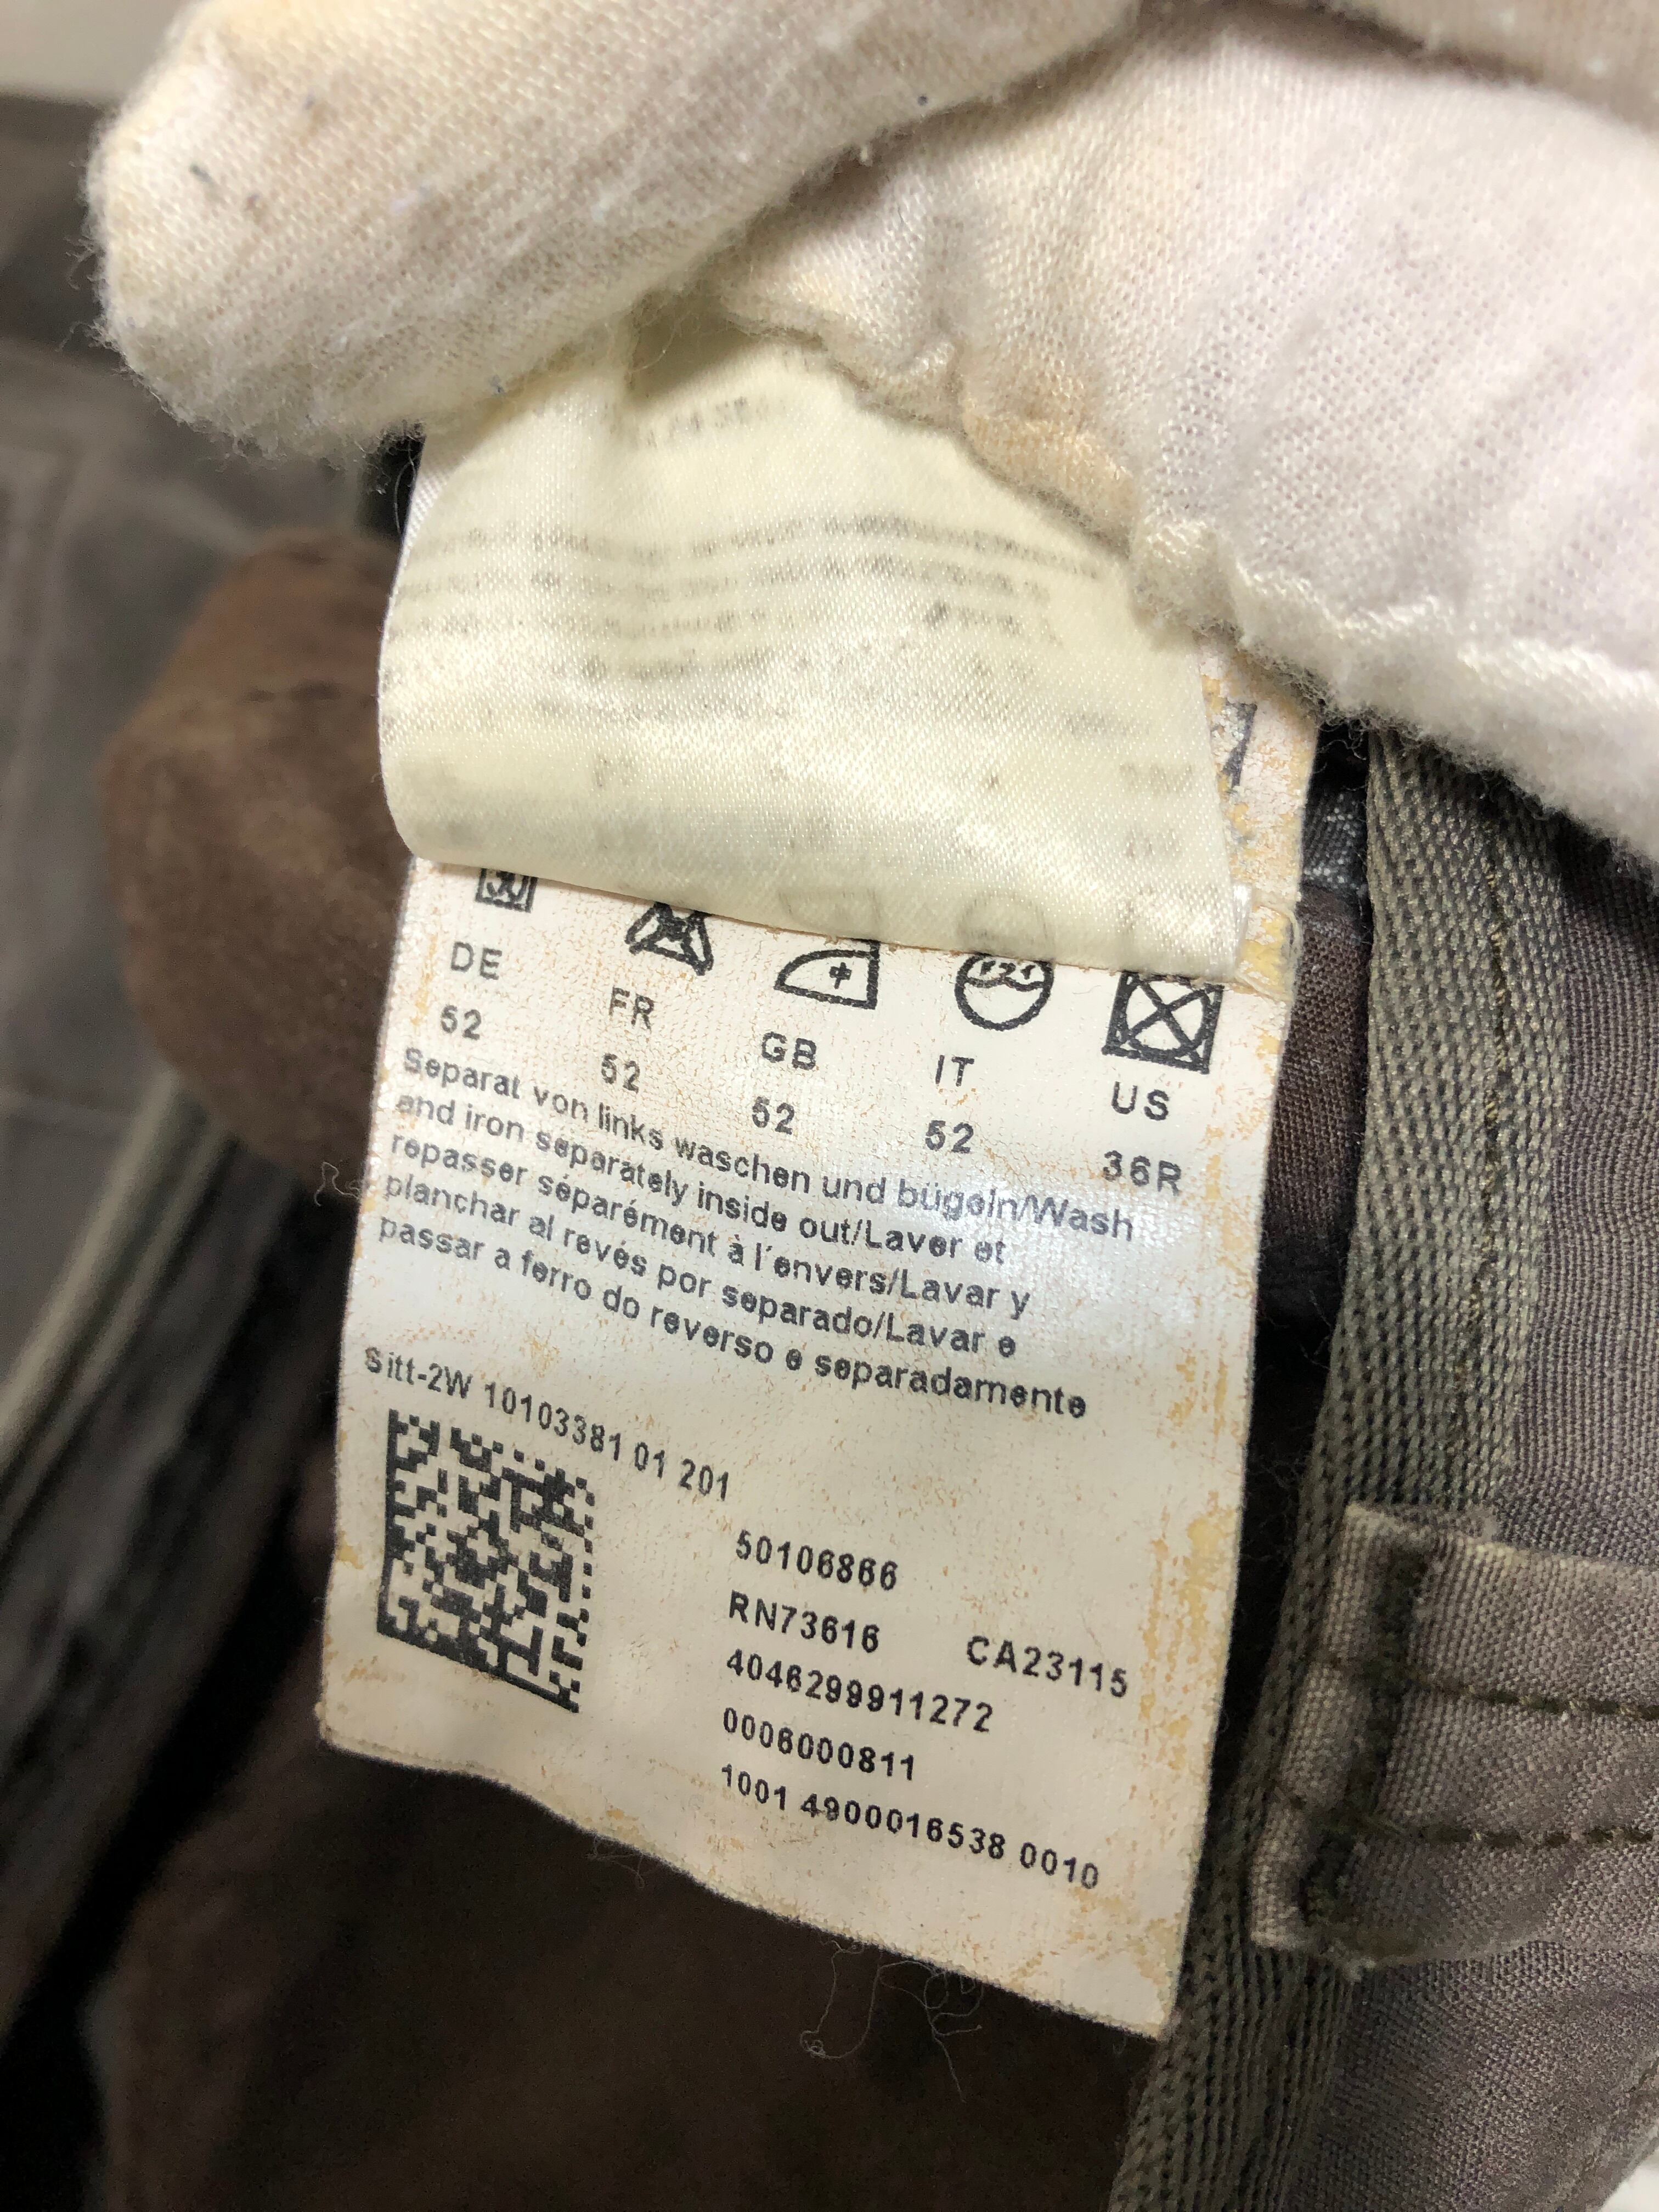 30
DE FR GB IT US
52 52 52 52 36R
Separat von links waschen und bügeln/Wash
and iron separately inside out/Laver et
repasser séparément à l'envers/Lavar y
planchar al revés por separado/Lavar e
passar a ferro do reverso e separadamente
Sitt-2W 10103381 01 201
50106866
RN73616 CA23115
4046299911272
0006000811
1001 4900016538 0010